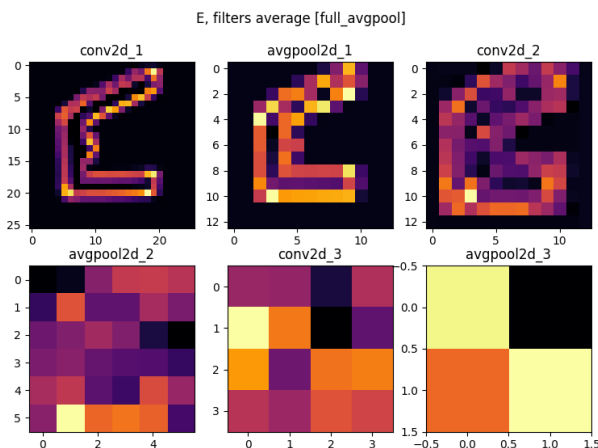 E, filters average [full_avgpool]
conv2d_1 avgpool2d_1 conv2d_2
0 0 0
5 2 2
10 4 4
15 6 6
20 8 8
25 10 10
12 12
0 10 20 0 5 10 0 5 10
avgpool2d_2 conv2d_3 avgpool2d_3
0 0 −0.5
1 1 0.0
2 2 0.5
3 3 1.0
4 1.5
5
0 2 4 0 1 2 3 −0.5 0.0 0.5 1.0 1.5